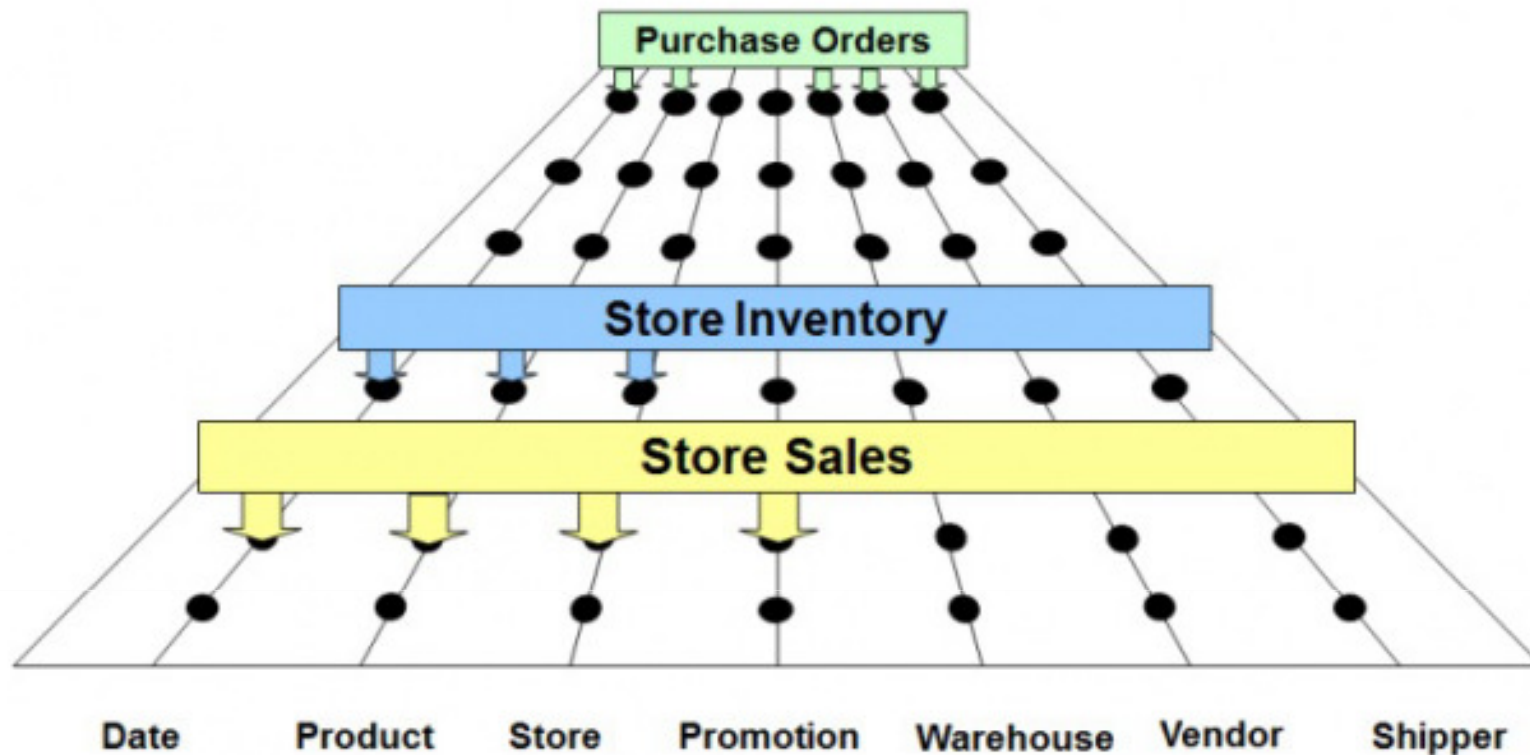 Purchase Orders
Store Inventory
Store Sales
Date Product Store Promotion Warehouse Vendor Shipper